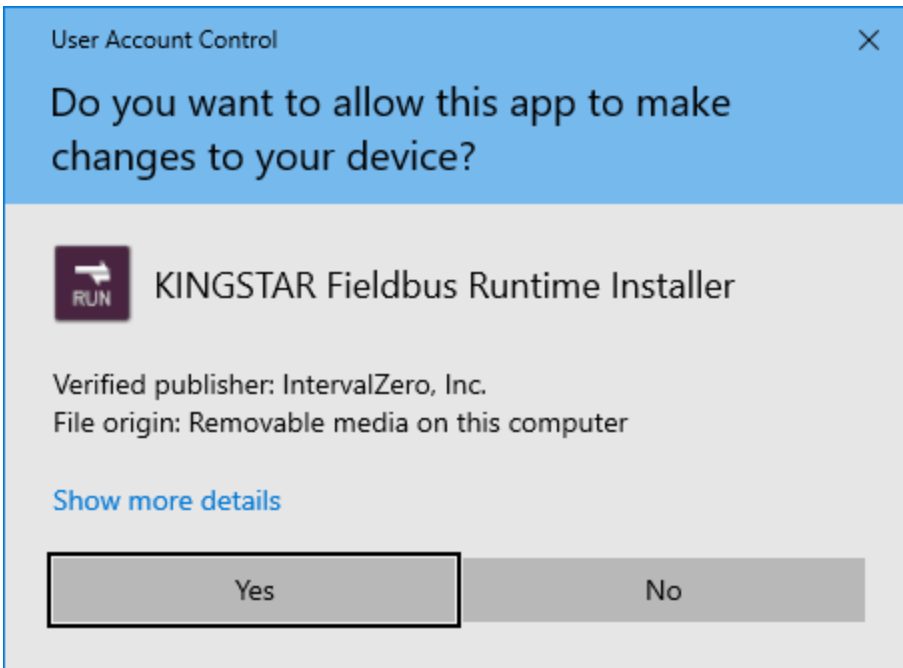 User Account Control
Do you want to allow this app to make
changes to your device?
RUN
KINGSTAR Fieldbus Runtime Installer
Verified publisher: IntervalZero, Inc.
File origin: Removable media on this computer
Show more details
Yes
No